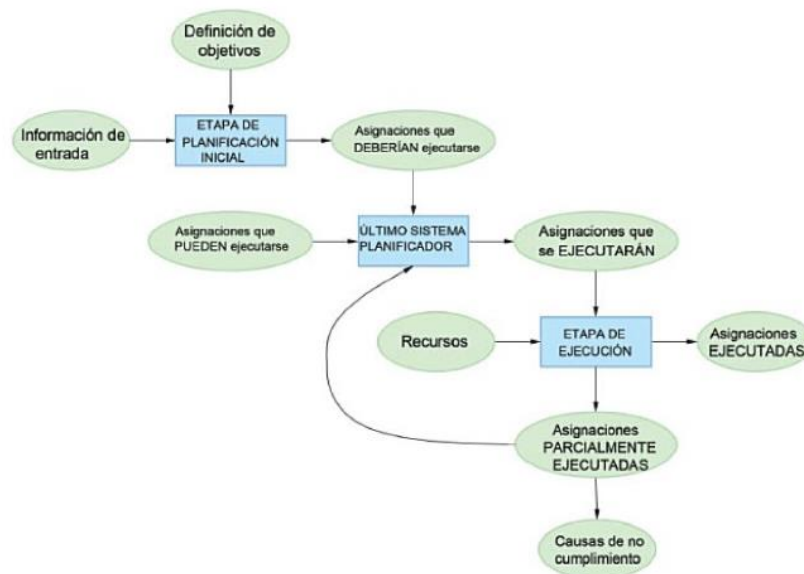 Definición de
objetivos
Información de
entrada
ETAPA DE
PLANIFICACIÓN
INICIAL
Asignaciones que
DEBERÍAN ejecutarse
Asignaciones que
PUEDEN ejecutarse
ÚLTIMO SISTEMA
PLANIFICADOR
Asignaciones que
se EJECUTARÁN
Recursos
ETAPA DE
EJECUCIÓN
Asignaciones
EJECUTADAS
Asignaciones
PARCIALMENTE
EJECUTADAS
Causas de no
cumplimiento